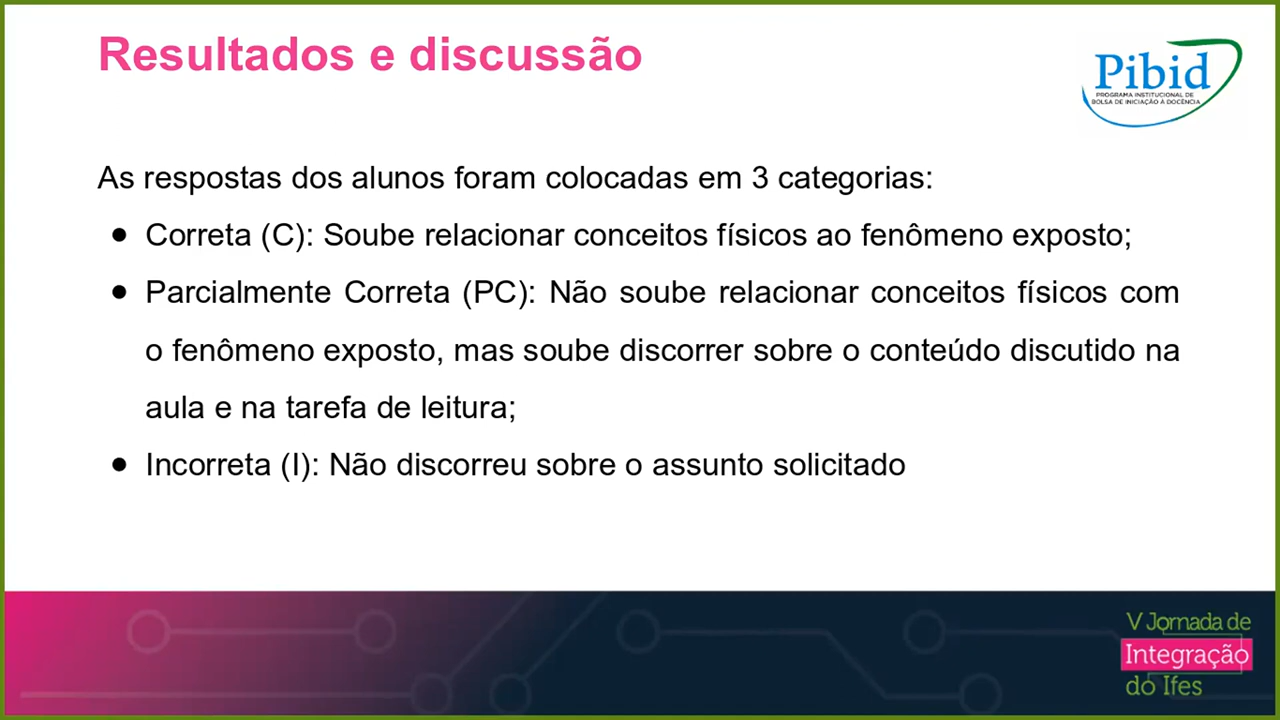 Resultados e discussão
Pibid
PROGRAMA INSTITUCIONAL DE
BOLSA DE INICIAÇÃO À DOCÊNCIA
As respostas dos alunos foram colocadas em 3 categorias:
● Correta (C): Soube relacionar conceitos físicos ao fenômeno exposto;
● Parcialmente Correta (PC): Não soube relacionar conceitos físicos com
o fenômeno exposto, mas soube discorrer sobre o conteúdo discutido na
aula e na tarefa de leitura;
● Incorreta (I): Não discorreu sobre o assunto solicitado
V Jornada de
Integração
do Ifes